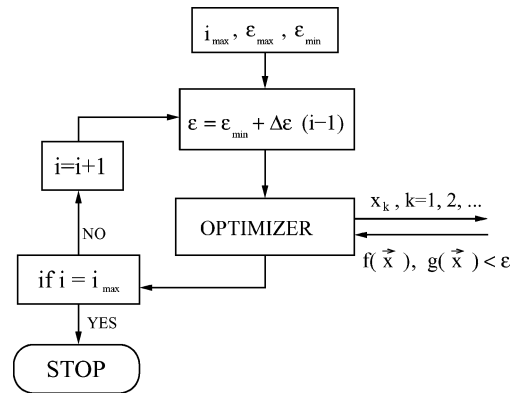 i_max , ε_max , ε_min
ε = ε_min + Δε (i−1)
i=i+1
OPTIMIZER
x_k , k=1, 2, ...
f( x⃗ ), g( x⃗ ) < ε
NO
if i = i_max
YES
STOP